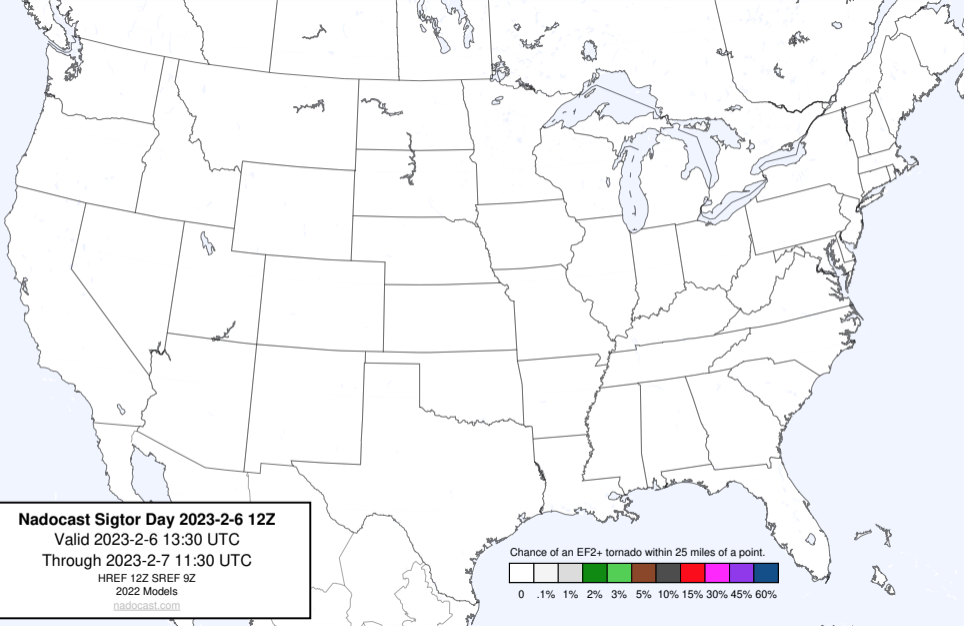 Nadocast Sigtor Day 2023-2-6 12Z
Valid 2023-2-6 13:30 UTC
Through 2023-2-7 11:30 UTC
HREF 12Z SREF 9Z
2022 Models
nadocast.com
Chance of an EF2+ tornado within 25 miles of a point.
0 .1% 1% 2% 3% 5% 10% 15% 30% 45% 60%